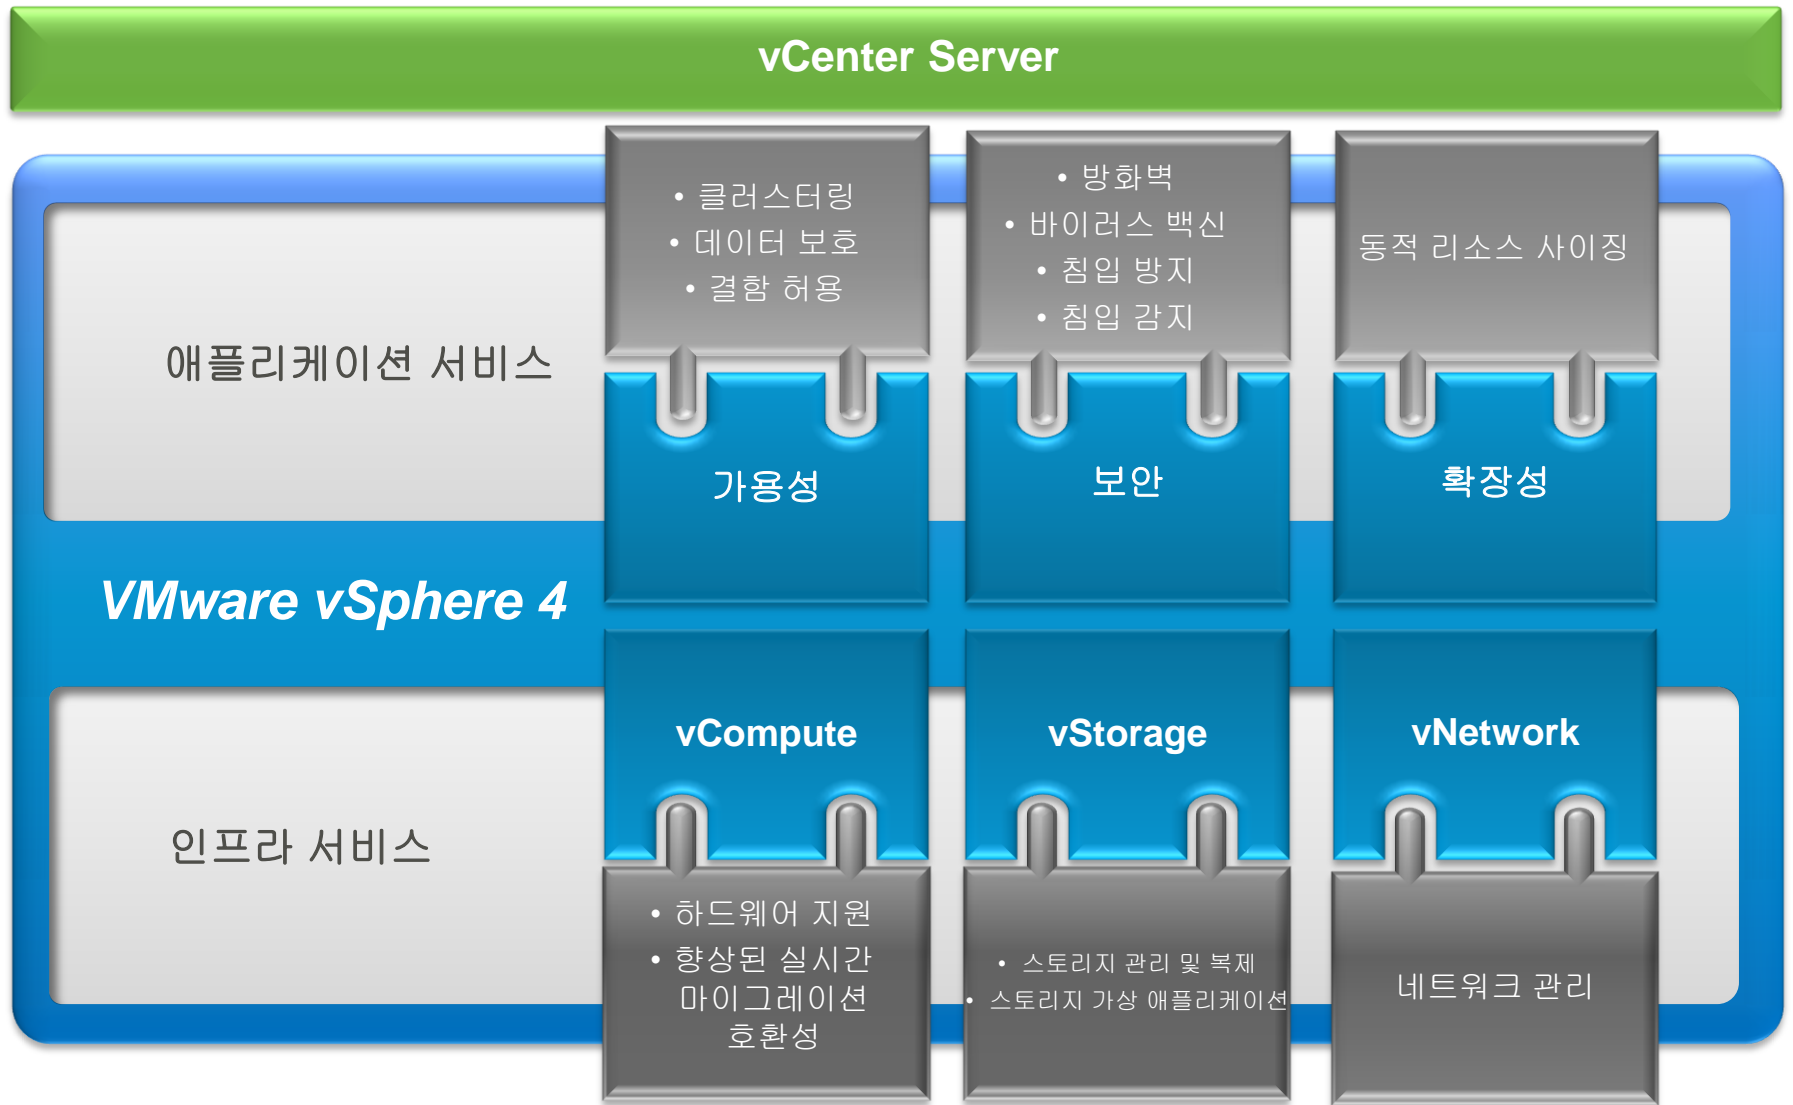 vCenter Server
• 클러스터링
• 데이터 보호
• 결함 허용
• 방화벽
• 바이러스 백신
• 침입 방지
• 침입 감지
동적 리소스 사이징
애플리케이션 서비스
가용성
보안
확장성
VMware vSphere 4
vCompute
vStorage
vNetwork
인프라 서비스
• 하드웨어 지원
• 향상된 실시간
마이그레이션
호환성
• 스토리지 관리 및 복제
• 스토리지 가상 애플리케이션
네트워크 관리